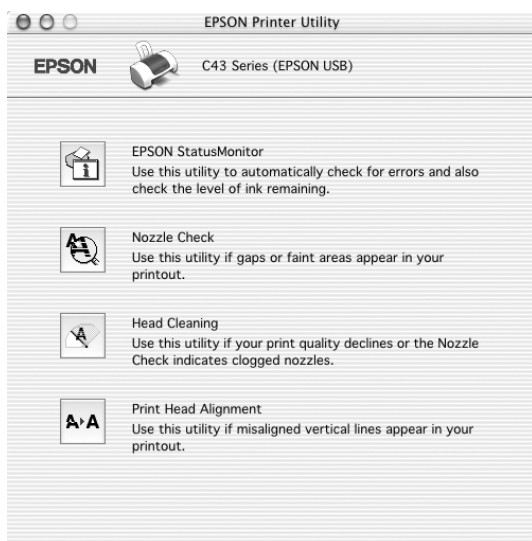 EPSON Printer Utility
EPSON
C43 Series (EPSON USB)
EPSON StatusMonitor
Use this utility to automatically check for errors and also
check the level of ink remaining.
Nozzle Check
Use this utility if gaps or faint areas appear in your
printout.
Head Cleaning
Use this utility if your print quality declines or the Nozzle
Check indicates clogged nozzles.
A▸A
Print Head Alignment
Use this utility if misaligned vertical lines appear in your
printout.